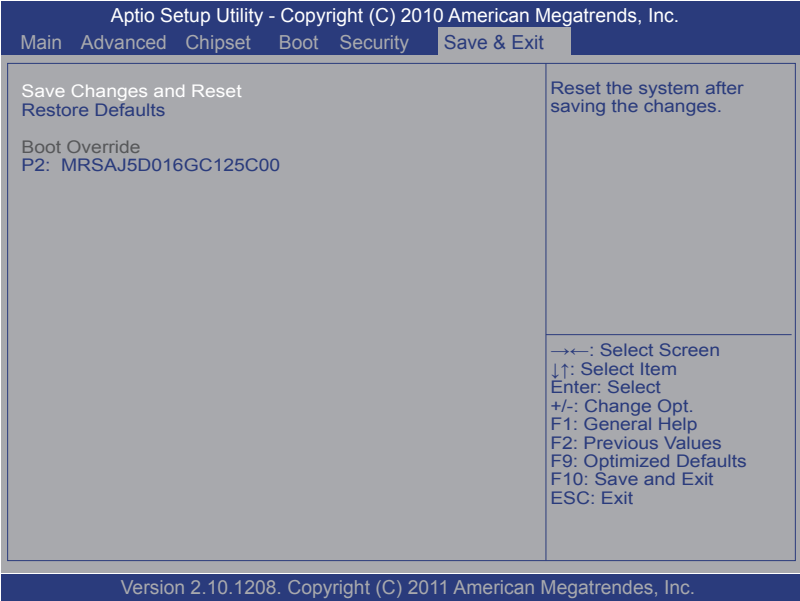 Aptio Setup Utility - Copyright (C) 2010 American Megatrends, Inc.
Main Advanced Chipset Boot Security Save & Exit
Save Changes and Reset
Restore Defaults
Boot Override
P2: MRSAJ5D016GC125C00
Reset the system after
saving the changes.
→←: Select Screen
↓↑: Select Item
Enter: Select
+/-: Change Opt.
F1: General Help
F2: Previous Values
F9: Optimized Defaults
F10: Save and Exit
ESC: Exit
Version 2.10.1208. Copyright (C) 2011 American Megatrendes, Inc.